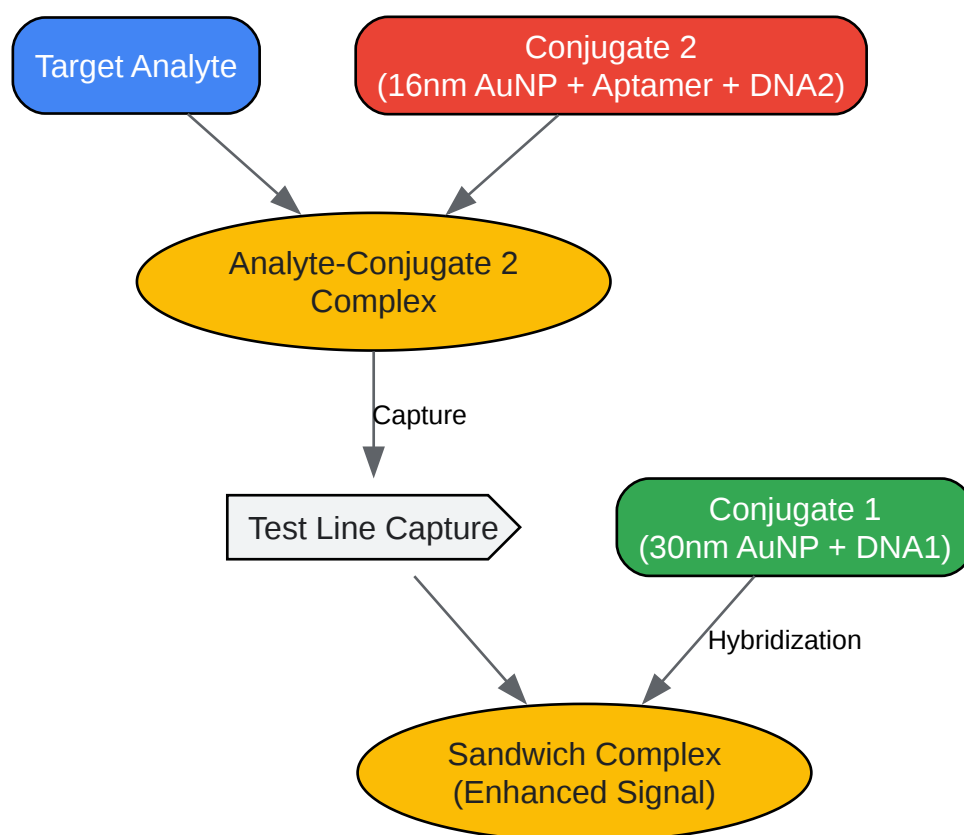 Target Analyte
Conjugate 2
(16nm AuNP + Aptamer + DNA2)
Analyte-Conjugate 2
Complex
Capture
Test Line Capture
Conjugate 1
(30nm AuNP + DNA1)
Hybridization
Sandwich Complex
(Enhanced Signal)